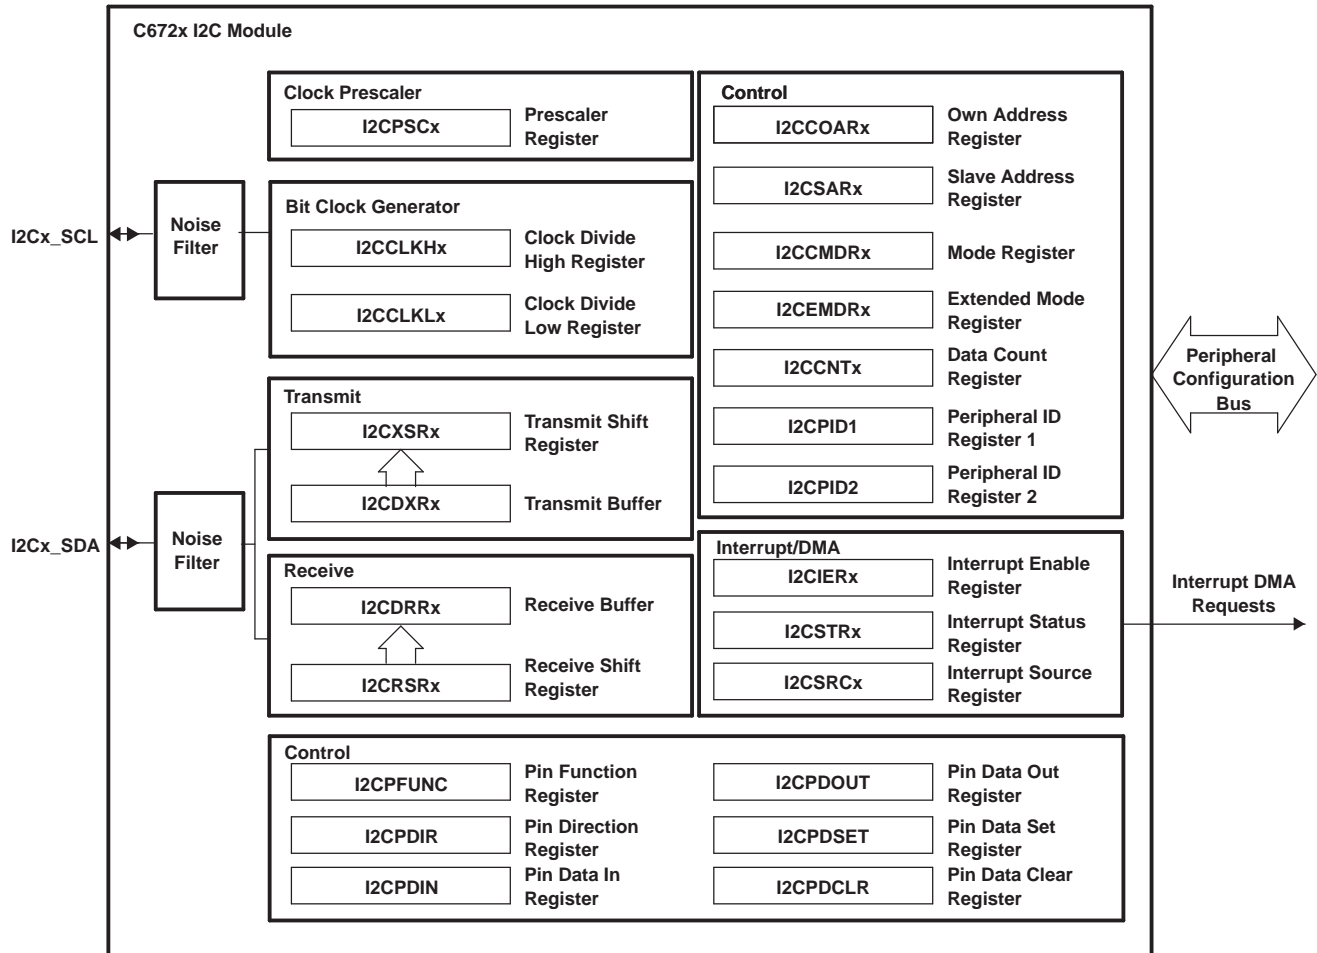 C672x I2C Module
Clock Prescaler
I2CPSCx
Prescaler
Register
I2Cx_SCL
Noise
Filter
Bit Clock Generator
I2CCLKHx
Clock Divide
High Register
I2CCLKLx
Clock Divide
Low Register
Transmit
I2CXSRx
Transmit Shift
Register
I2CDXRx
Transmit Buffer
I2Cx_SDA
Noise
Filter
Receive
I2CDRRx
Receive Buffer
I2CRSRx
Receive Shift
Register
Control
I2CCOARx
Own Address
Register
I2CSARx
Slave Address
Register
I2CCMDRx
Mode Register
I2CEMDRx
Extended Mode
Register
I2CCNTx
Data Count
Register
I2CPID1
Peripheral ID
Register 1
I2CPID2
Peripheral ID
Register 2
Peripheral
Configuration
Bus
Interrupt/DMA
I2CIERx
Interrupt Enable
Register
I2CSTRx
Interrupt Status
Register
I2CSRCx
Interrupt Source
Register
Interrupt DMA
Requests
Control
I2CPFUNC
Pin Function
Register
I2CPDIR
Pin Direction
Register
I2CPDIN
Pin Data In
Register
I2CPDOUT
Pin Data Out
Register
I2CPDSET
Pin Data Set
Register
I2CPDCLR
Pin Data Clear
Register